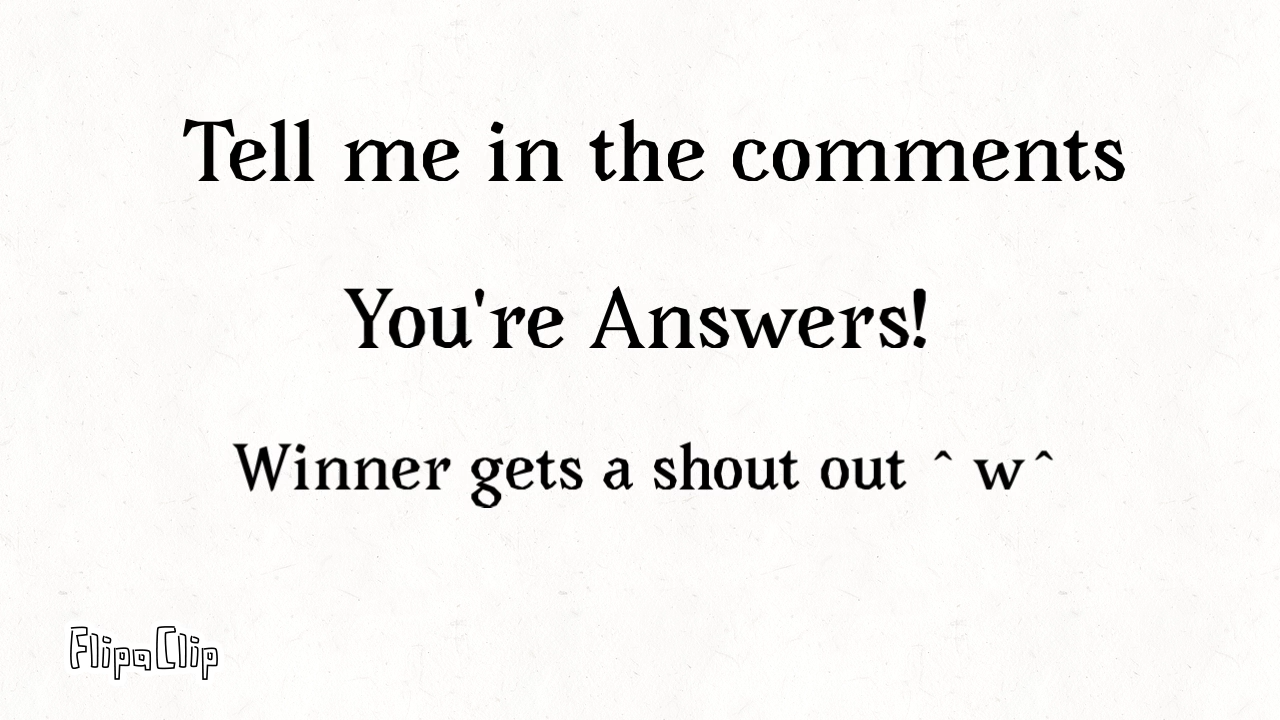 Tell me in the comments
You're Answers!
Winner gets a shout out ^ w^
FlipaClip